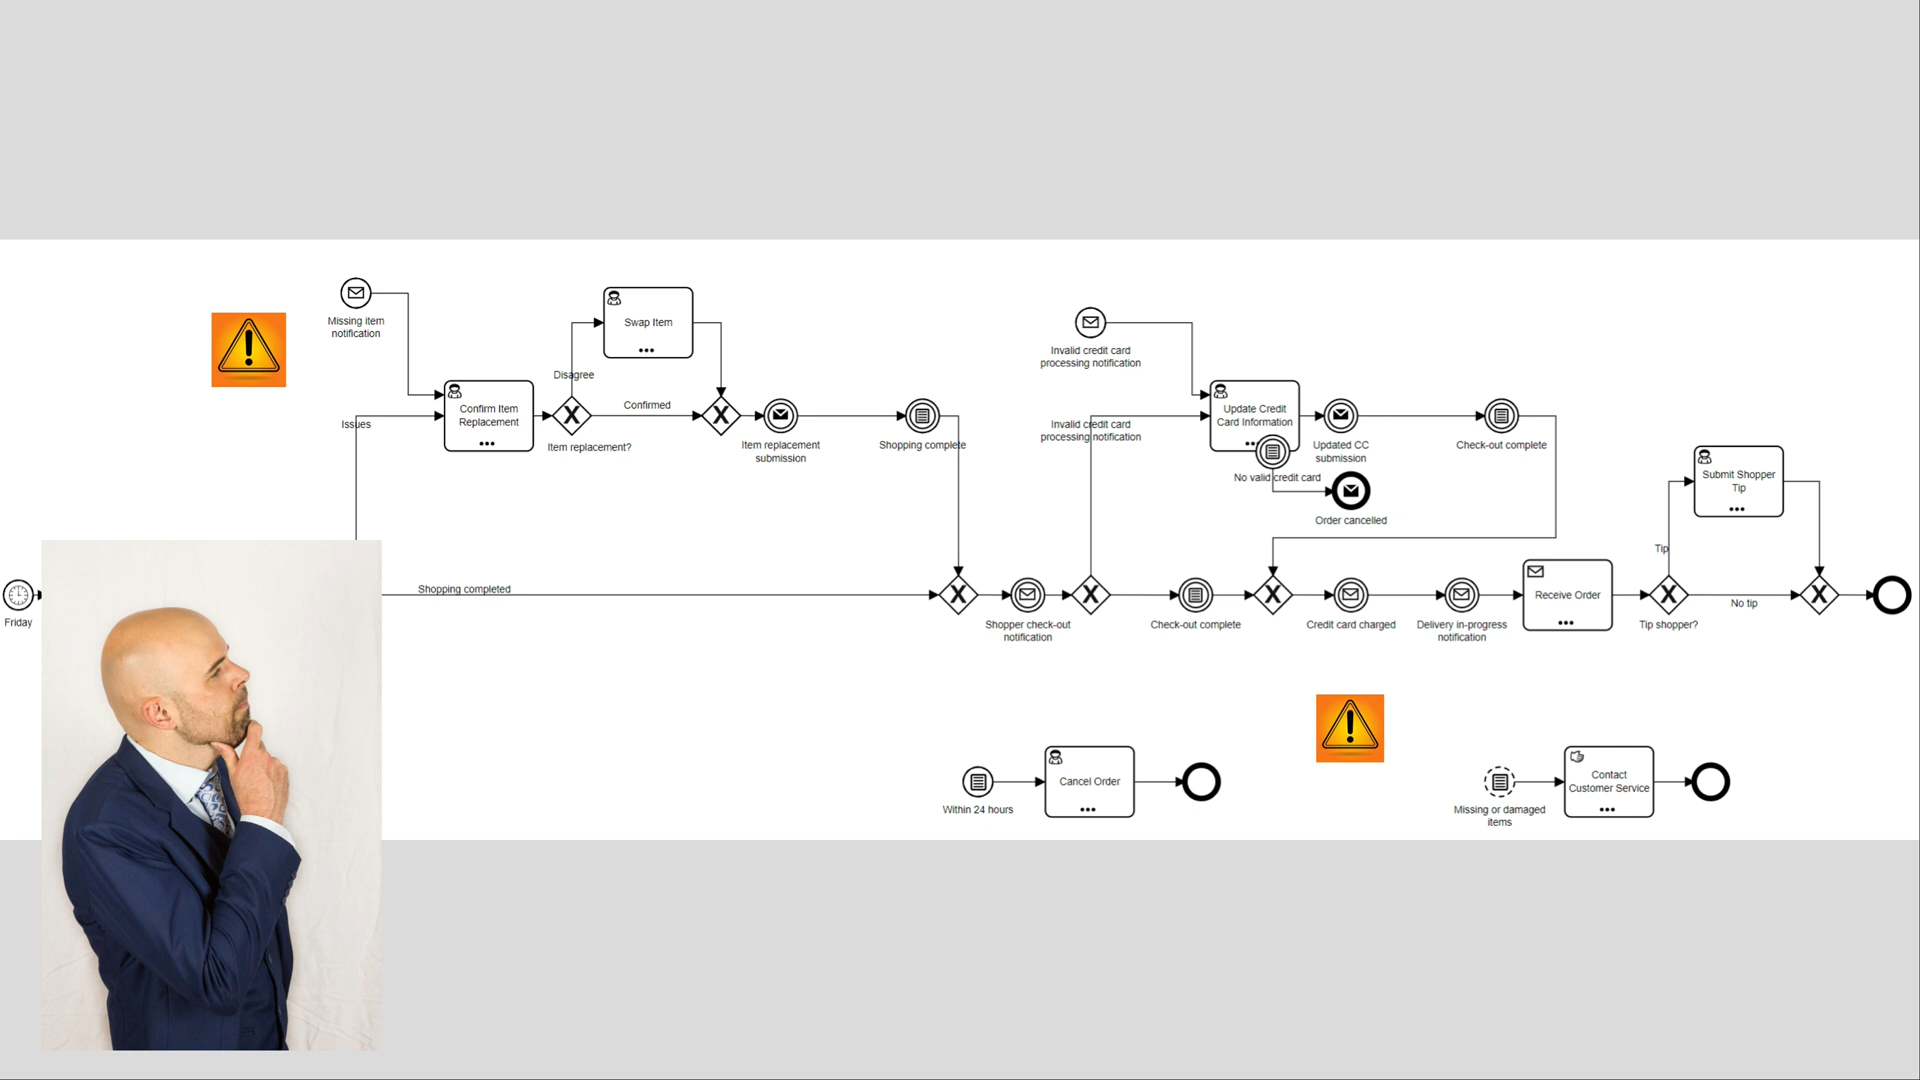 Missing item
notification
Issues
Confirm Item
Replacement
Disagree
Item replacement?
Swap Item
Confirmed
Item replacement
submission
Shopping complete
Friday
Shopping completed
Shopper check-out
notification
Invalid credit card
processing notification
Invalid credit card
processing notification
Update Credit
Card Information
No valid credit card
Updated CC
submission
Order cancelled
Check-out complete
Check-out complete
Credit card charged
Delivery in-progress
notification
Receive Order
Tip
Tip shopper?
Submit Shopper
Tip
No tip
Within 24 hours
Cancel Order
Missing or damaged
items
Contact
Customer Service